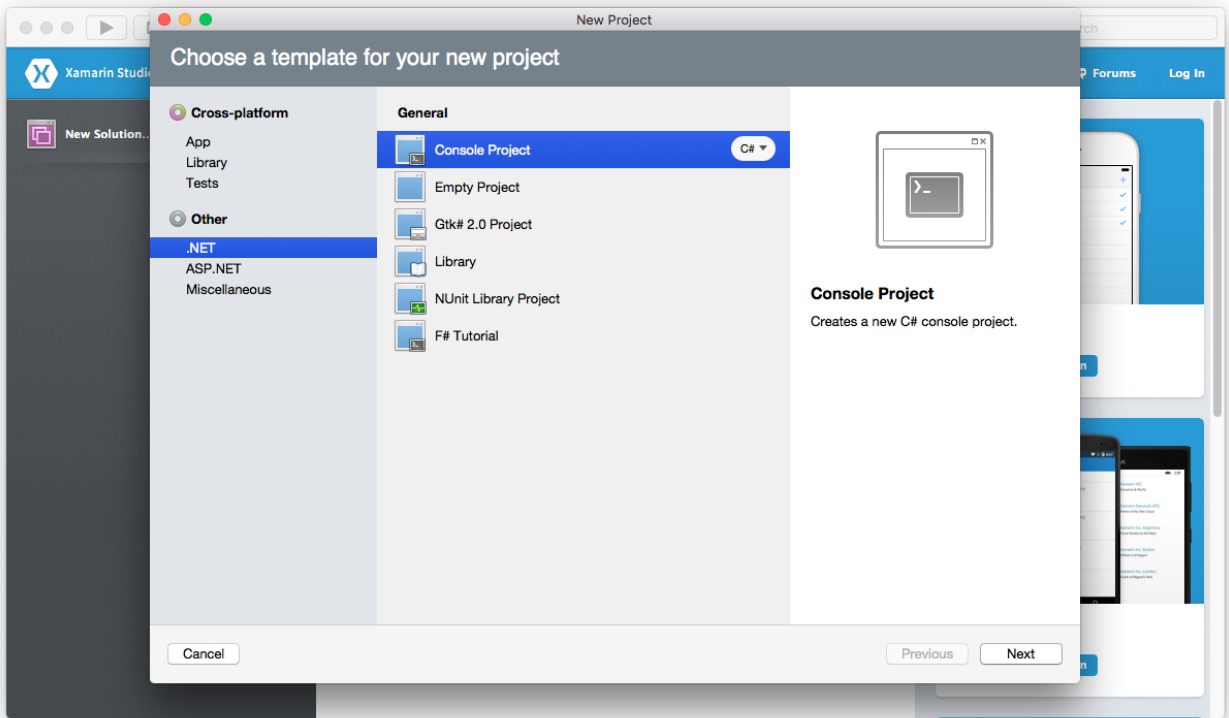 New Project
rch
Xamarin Studi
Forums
Log In
New Solution...
Choose a template for your new project
Cross-platform
App
Library
Tests
Other
.NET
ASP.NET
Miscellaneous
General
Console Project
C#
Empty Project
Gtk# 2.0 Project
Library
NUnit Library Project
F# Tutorial
Console Project
Creates a new C# console project.
n
n
Cancel
Previous
Next